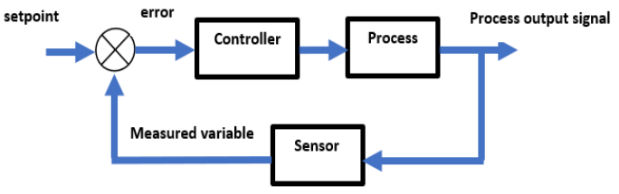 setpoint
error
Process output signal
Controller
Process
Measured variable
Sensor